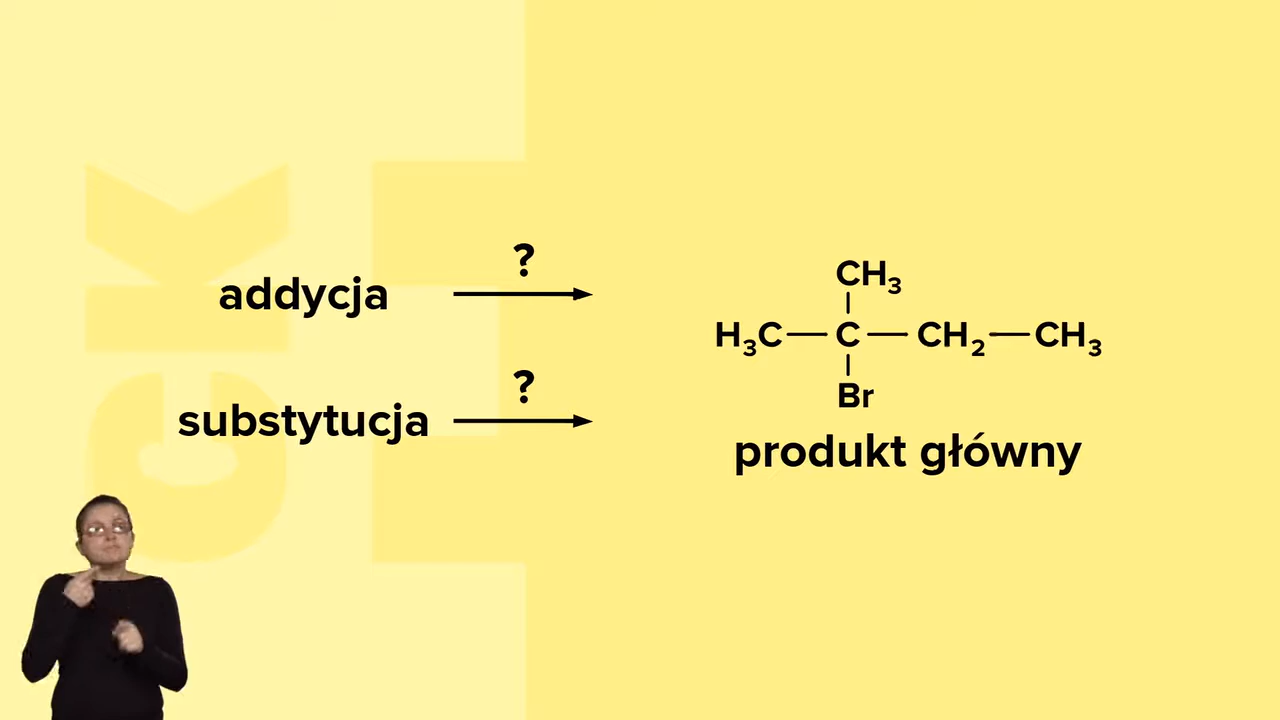 ?
addycja
?
substytucja
CH₃
H₃C — C — CH₂ — CH₃
Br
produkt główny